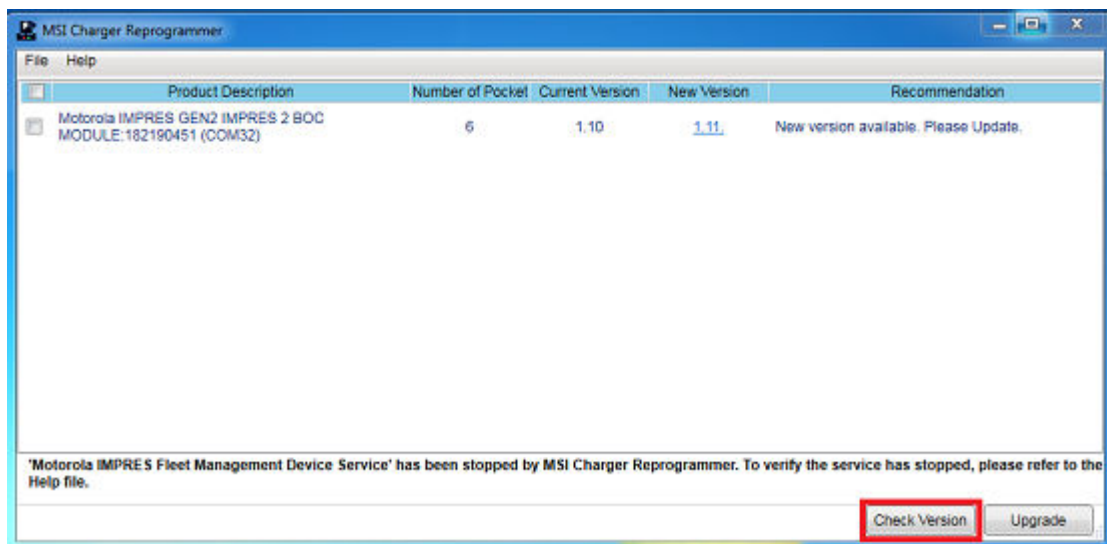 MSI Charger Reprogrammer
File Help
Product Description Number of Pocket Current Version New Version Recommendation
Motorola IMPRES GEN2 IMPRES 2 BOC
MODULE:182190451 (COM32) 6 1.10 1.11. New version available. Please Update.
'Motorola IMPRES Fleet Management Device Service' has been stopped by MSI Charger Reprogrammer. To verify the service has stopped, please refer to the
Help file.
Check Version Upgrade